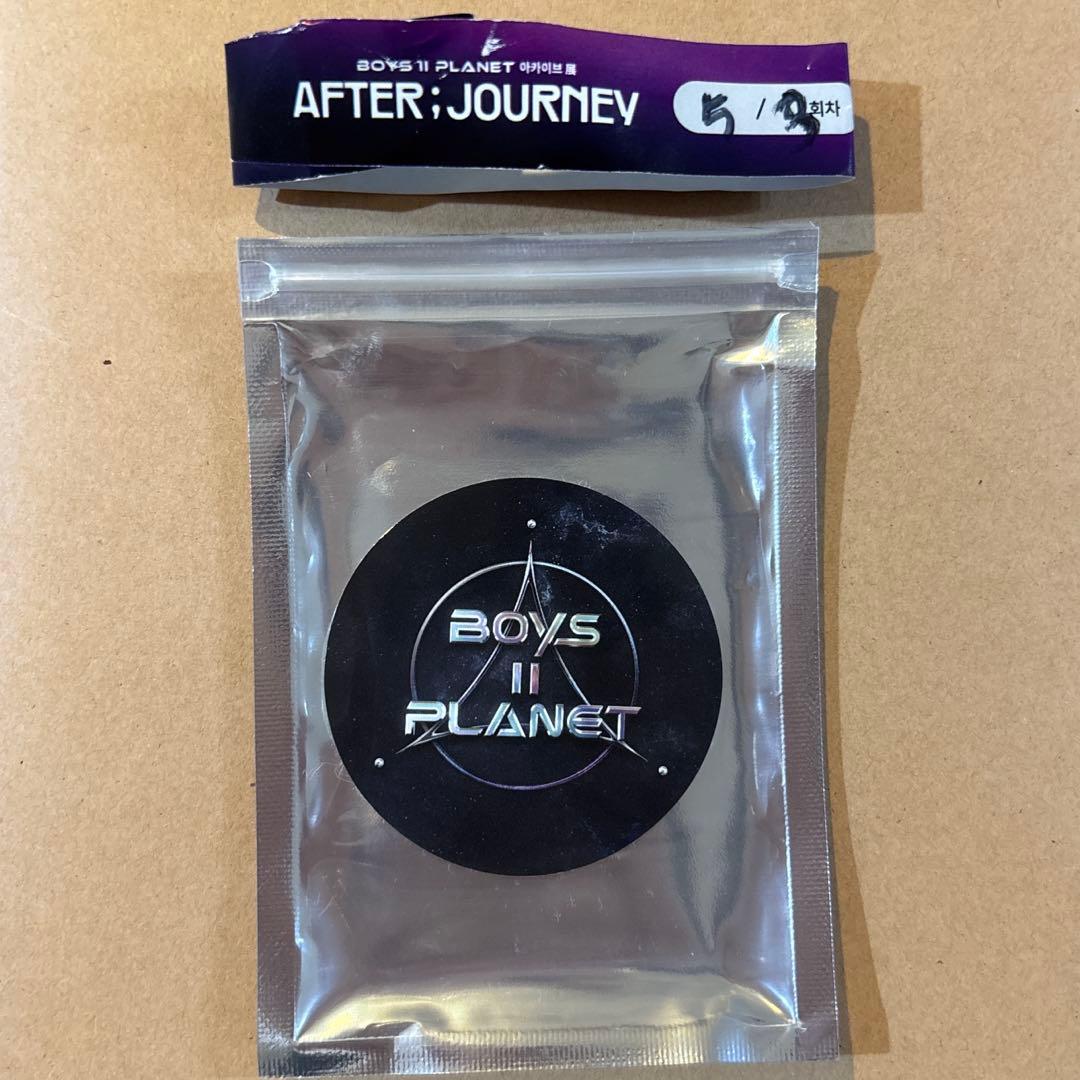 BOYS II PLANET 아카이브 展
AFTER ; JOURNEY
5 / 회차
BOYS
II
PLANET